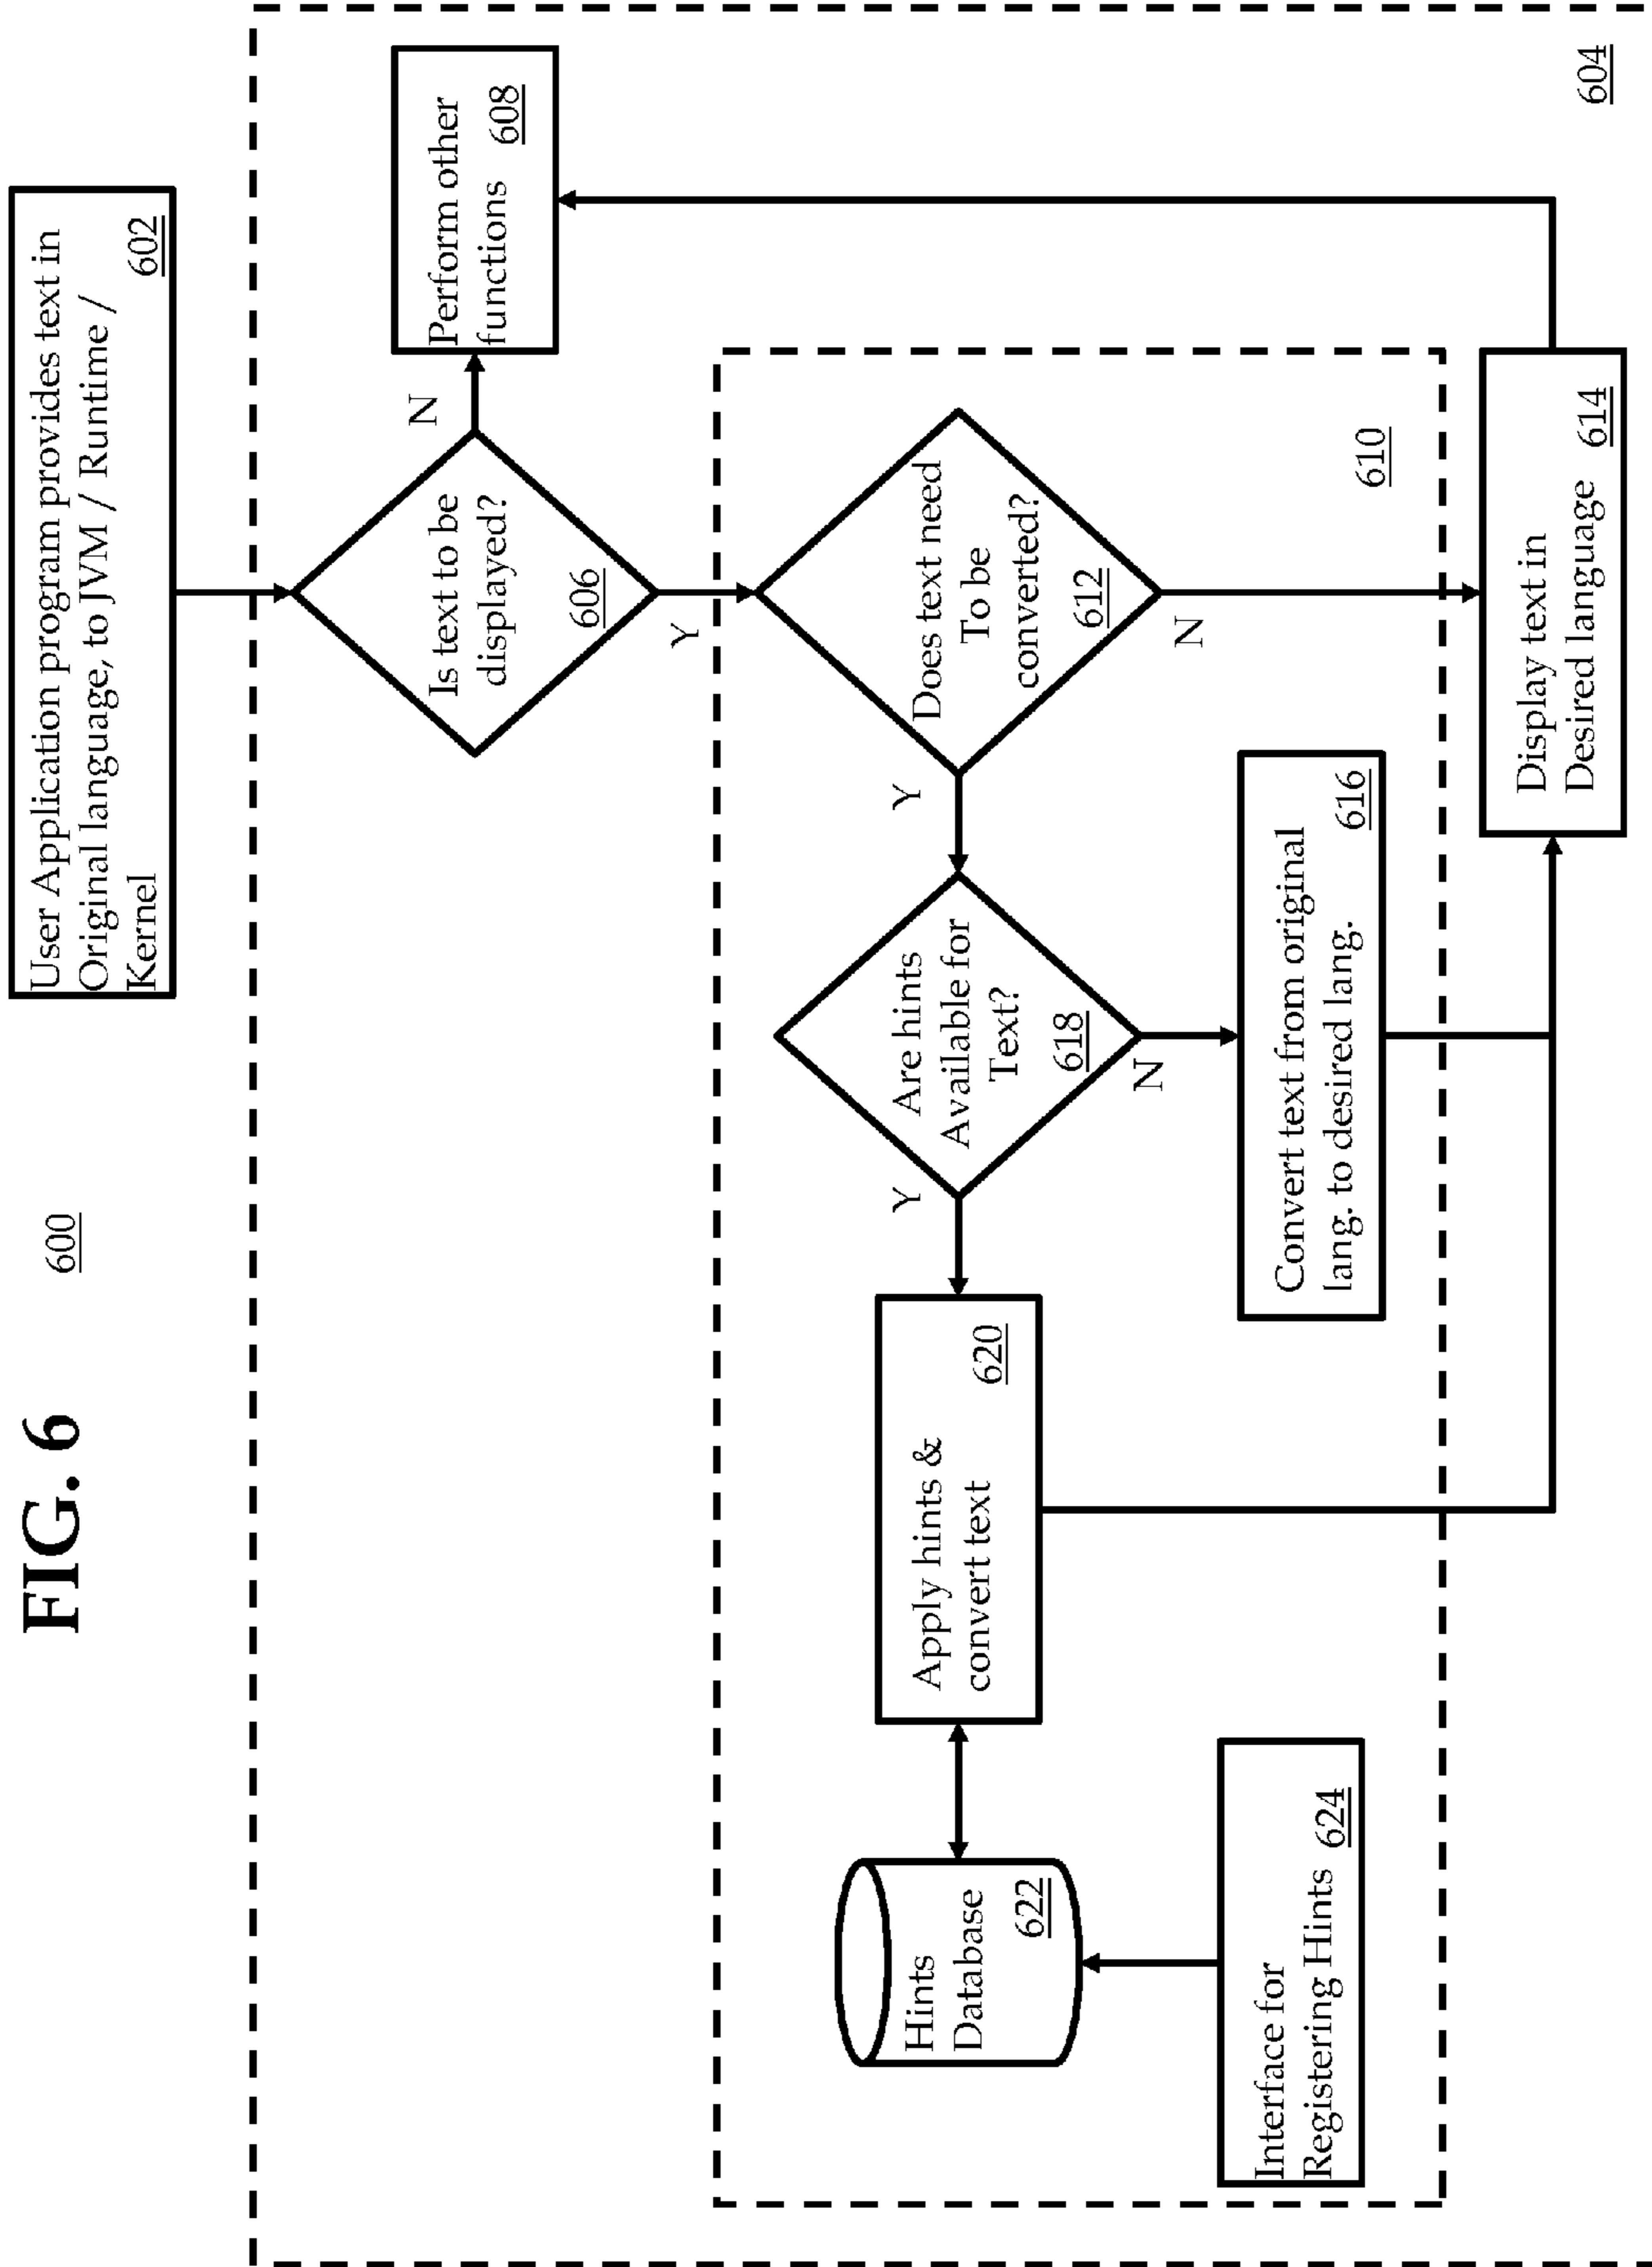 FIG. 6
600
User Application program provides text in
Original language, to JVM / Runtime /
Kernel
602
Is text to be
displayed?
606
N
Y
Perform other
functions
608
Does text need
To be
converted?
612
Y
N
Are hints
Available for
Text?
618
Y
N
Apply hints &
convert text
620
Hints
Database
622
Interface for
Registering Hints 624
Convert text from original
lang. to desired lang.
616
610
Display text in
Desired language 614
604